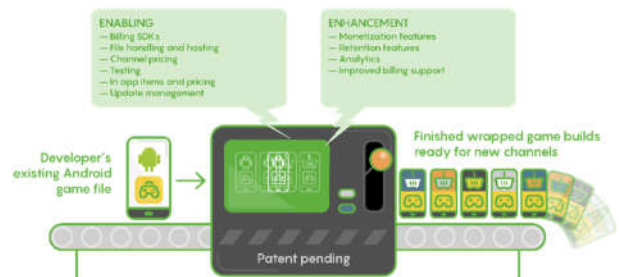 ENABLING
— Billing SDKs
— File handling and hosting
— Channel pricing
— Testing
— In app items and pricing
— Update management
ENHANCEMENT
— Monetization features
— Retention features
— Analytics
— Improved billing support
Developer's
existing Android
game file
Finished wrapped game builds
ready for new channels
Patent pending